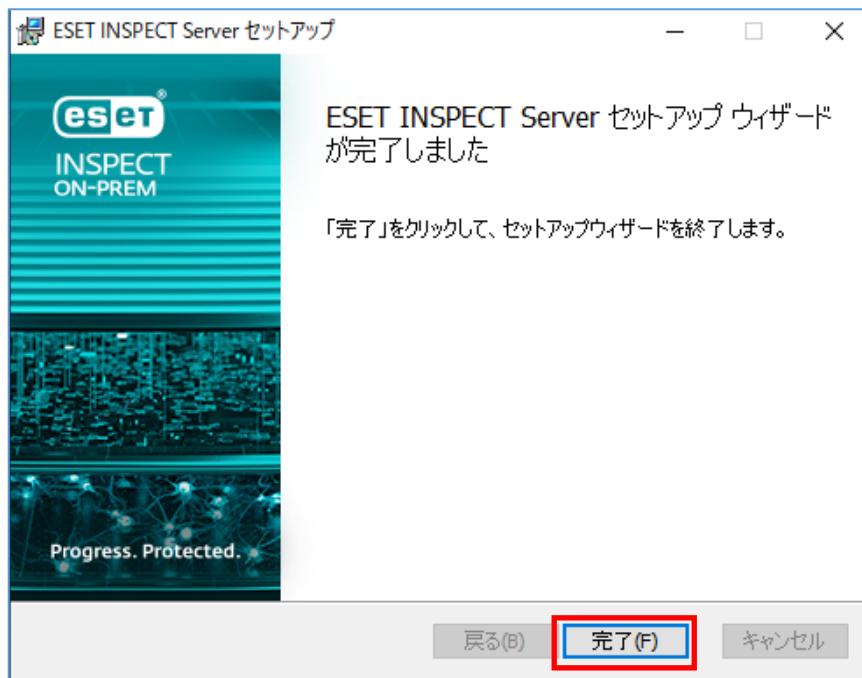 ESET INSPECT Server セットアップ
eseT®
INSPECT
ON-PREM
ESET INSPECT Server セットアップ ウィザード
が完了しました
「完了」をクリックして、セットアップウィザードを終了します。
Progress. Protected.
戻る(B)
完了(F)
キャンセル